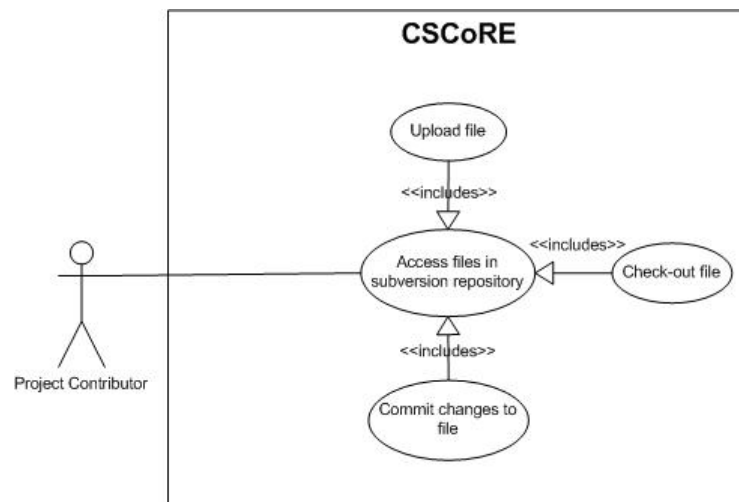 CSCoRE
Upload file
<<includes>>
Access files in
subversion repository
<<includes>>
Check-out file
<<includes>>
Commit changes to
file
Project Contributor